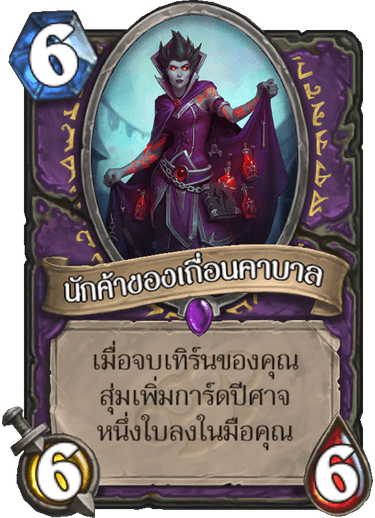 6
นักค้าของเถื่อนคาบาล
เมื่อจบเทิร์นของคุณ
สุ่มเพิ่มการ์ดปีศาจ
หนึ่งใบลงในมือคุณ
6
6